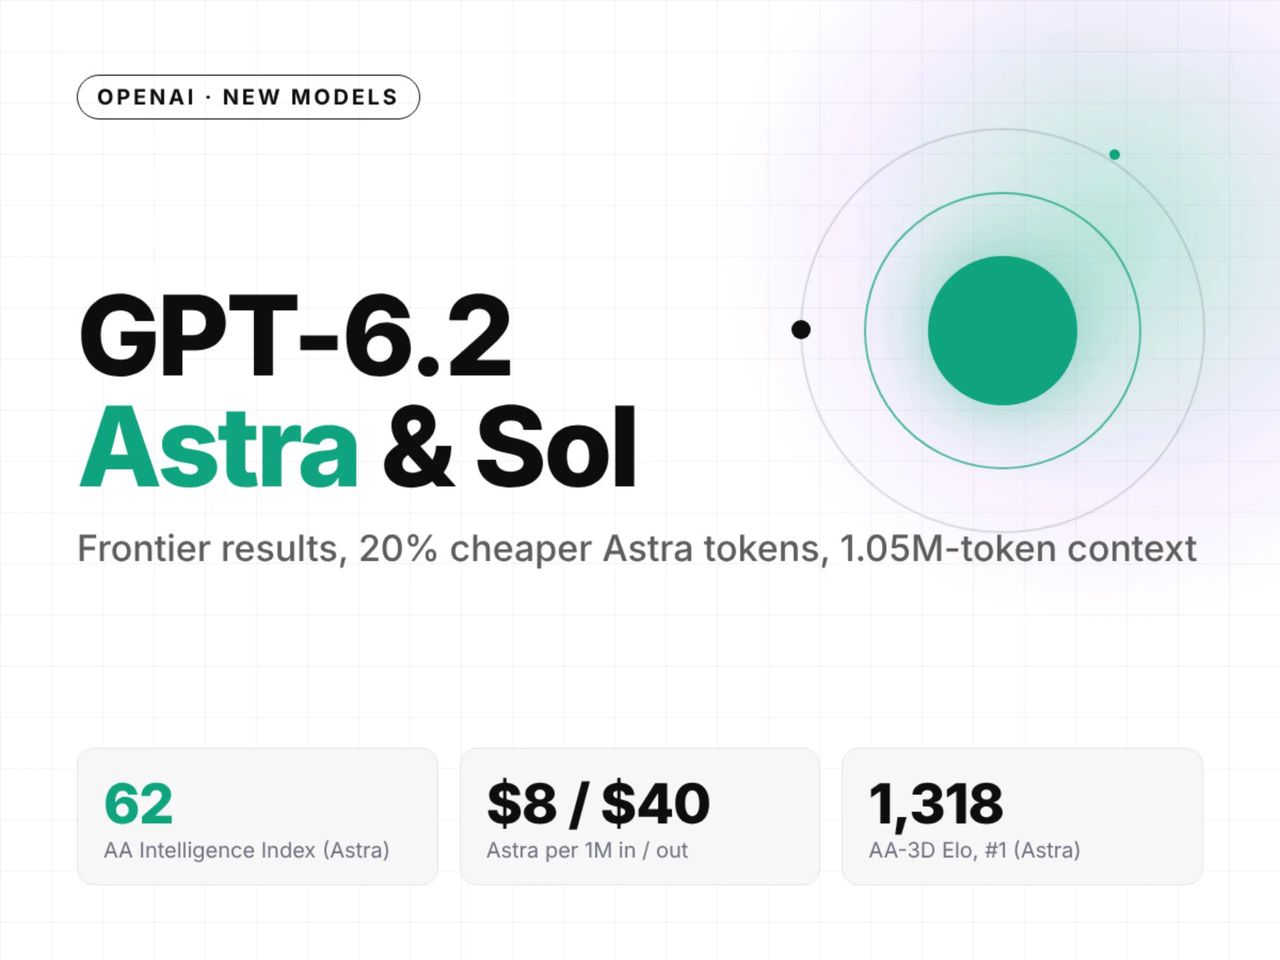 OPENAI · NEW MODELS
GPT-6.2
Astra & Sol
Frontier results, 20% cheaper Astra tokens, 1.05M-token context
62
AA Intelligence Index (Astra)
$8 / $40
Astra per 1M in / out
1,318
AA-3D Elo, #1 (Astra)